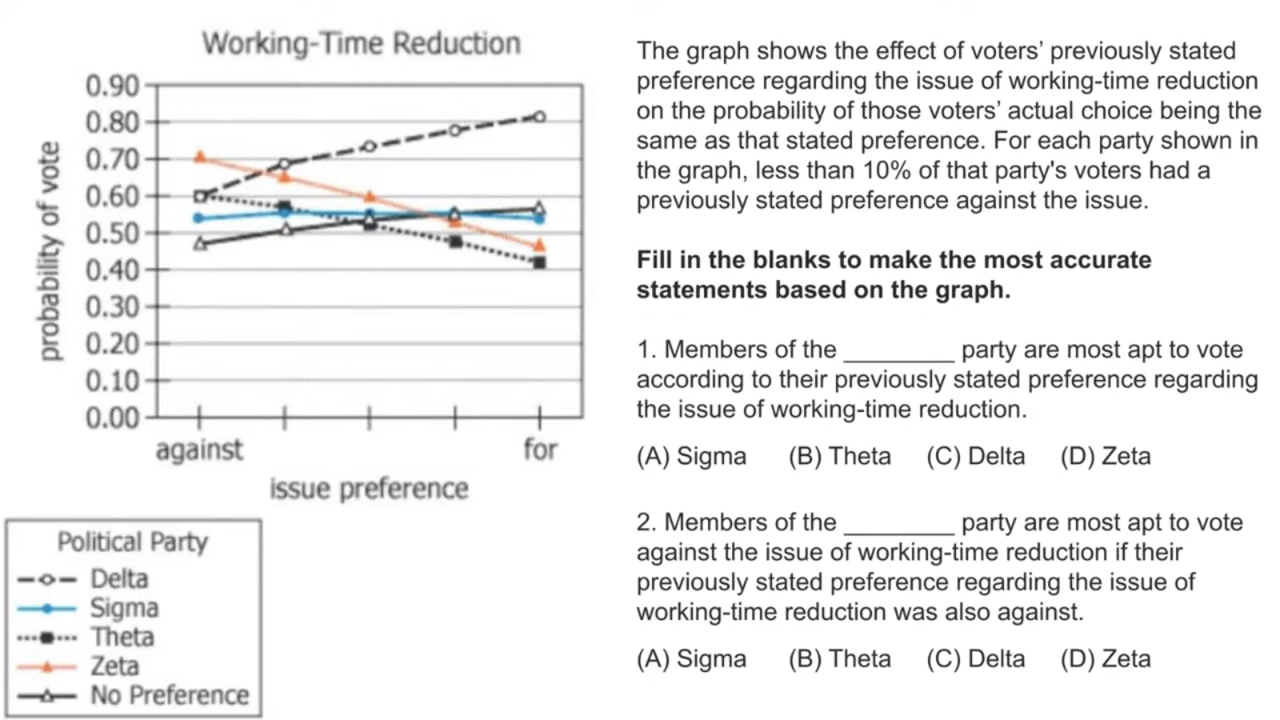 Working-Time Reduction
probability of vote
0.90
0.80
0.70
0.60
0.50
0.40
0.30
0.20
0.10
0.00
against
for
issue preference
Political Party
Delta
Sigma
Theta
Zeta
No Preference
The graph shows the effect of voters' previously stated
preference regarding the issue of working-time reduction
on the probability of those voters' actual choice being the
same as that stated preference. For each party shown in
the graph, less than 10% of that party's voters had a
previously stated preference against the issue.
Fill in the blanks to make the most accurate
statements based on the graph.
1. Members of the ________ party are most apt to vote
according to their previously stated preference regarding
the issue of working-time reduction.
(A) Sigma (B) Theta (C) Delta (D) Zeta
2. Members of the ________ party are most apt to vote
against the issue of working-time reduction if their
previously stated preference regarding the issue of
working-time reduction was also against.
(A) Sigma (B) Theta (C) Delta (D) Zeta